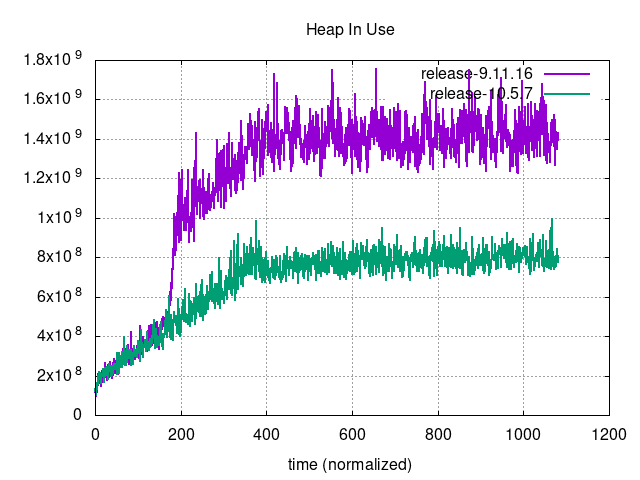 Heap In Use
1.8x10⁹
1.6x10⁹
1.4x10⁹
1.2x10⁹
1x10⁹
8x10⁸
6x10⁸
4x10⁸
2x10⁸
0
release-9.11.16
release-10.5.7
0 200 400 600 800 1000 1200
time (normalized)